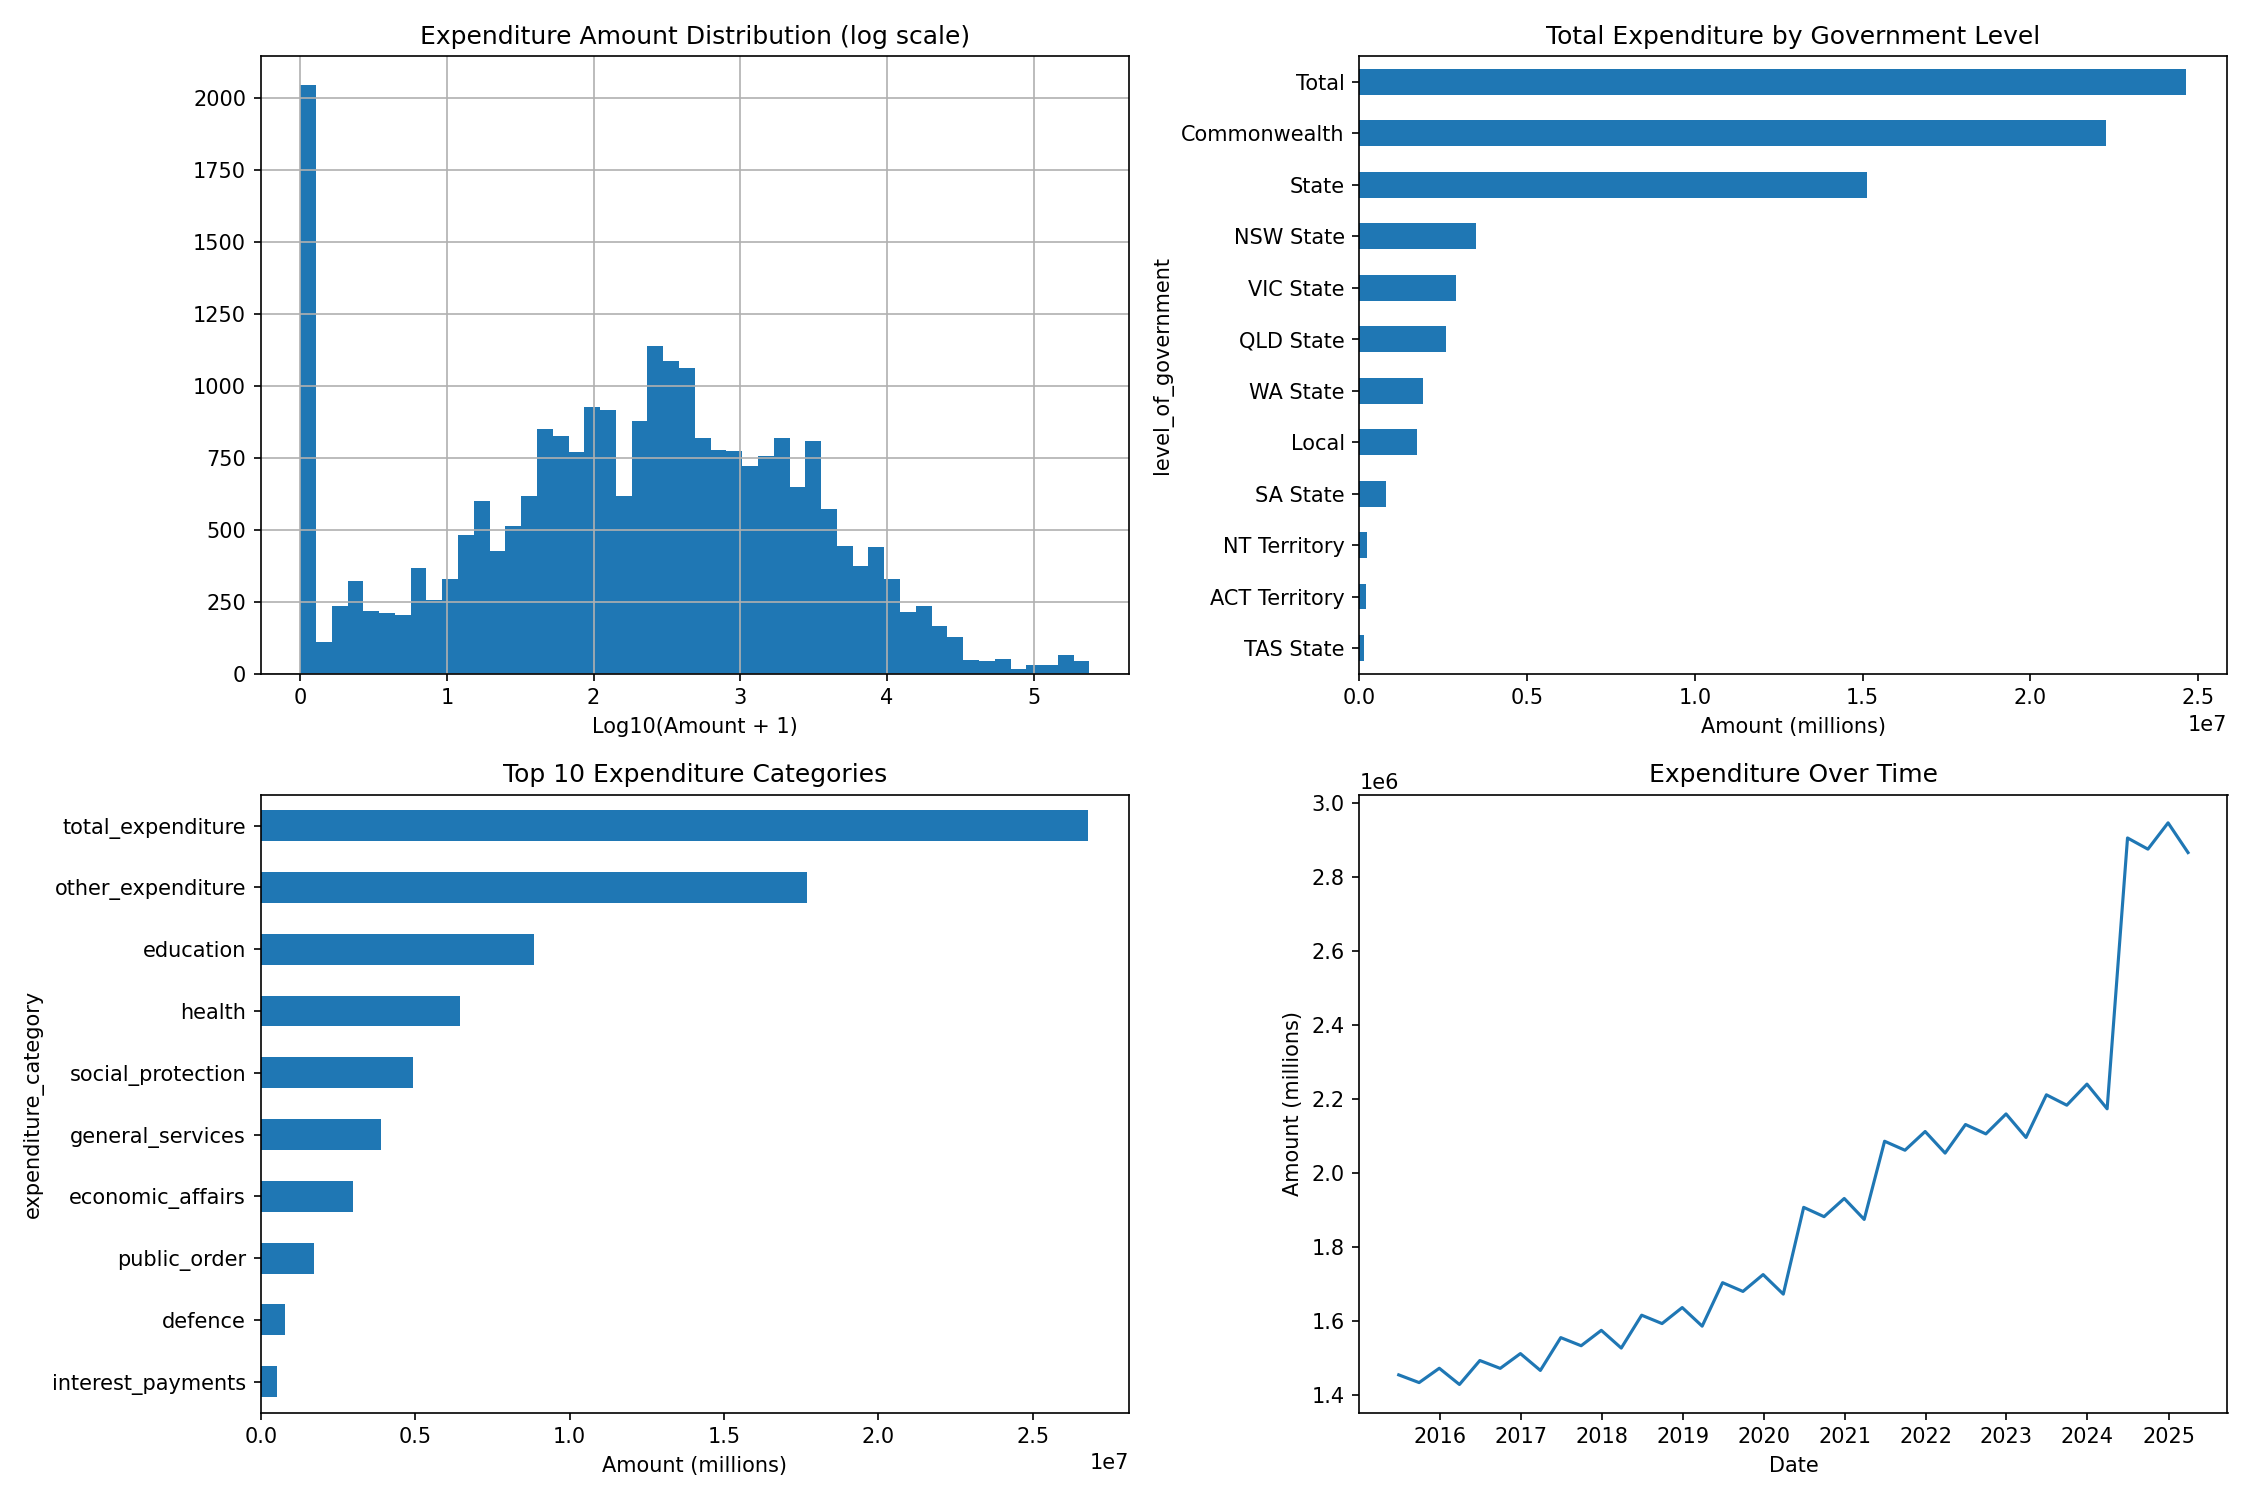 Expenditure Amount Distribution (log scale)
2000
1750
1500
1250
1000
750
500
250
0
0 1 2 3 4 5
Log10(Amount + 1)
Total Expenditure by Government Level
level_of_government
Total
Commonwealth
State
NSW State
VIC State
QLD State
WA State
Local
SA State
NT Territory
ACT Territory
TAS State
0.0 0.5 1.0 1.5 2.0 2.5
1e7
Amount (millions)
Top 10 Expenditure Categories
expenditure_category
total_expenditure
other_expenditure
education
health
social_protection
general_services
economic_affairs
public_order
defence
interest_payments
0.0 0.5 1.0 1.5 2.0 2.5
1e7
Amount (millions)
Expenditure Over Time
1e6
Amount (millions)
3.0
2.8
2.6
2.4
2.2
2.0
1.8
1.6
1.4
2016 2017 2018 2019 2020 2021 2022 2023 2024 2025
Date